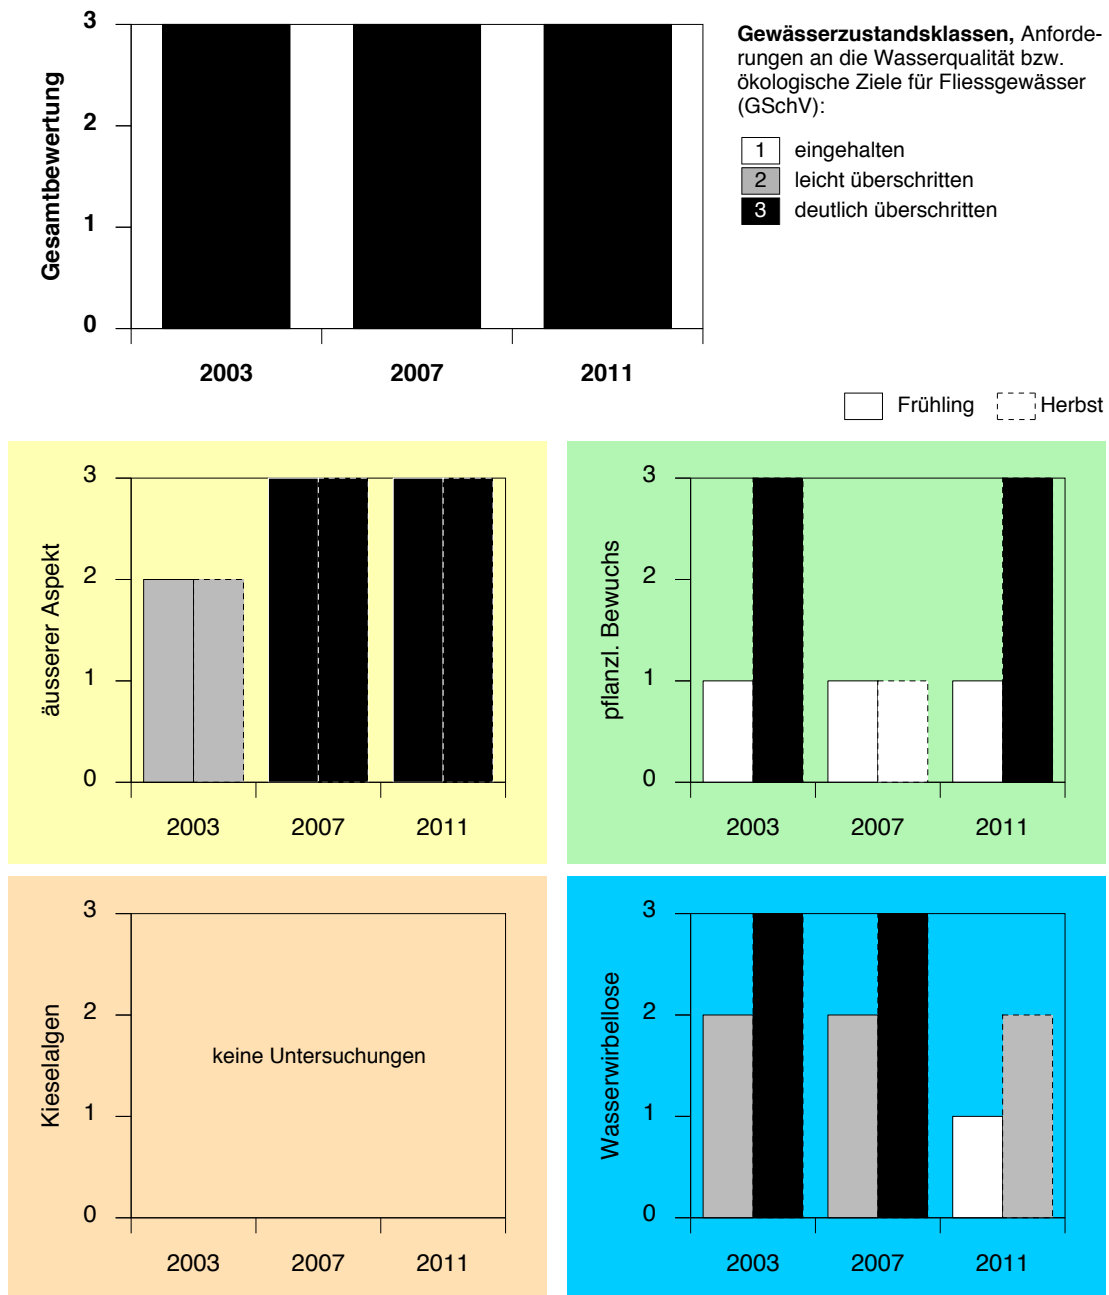 3
2
1
0
Gesamtbewertung
2003 2007 2011
Gewässerzustandsklassen, Anforde-
rungen an die Wasserqualität bzw.
ökologische Ziele für Fliessgewässer
(GSchV):
1 eingehalten
2 leicht überschritten
3 deutlich überschritten
Frühling Herbst
3
2
1
0
äusserer Aspekt
2003 2007 2011
3
2
1
0
pflanzl. Bewuchs
2003 2007 2011
3
2
1
0
Kieselalgen
keine Untersuchungen
2003 2007 2011
3
2
1
0
Wasserwirbellose
2003 2007 2011